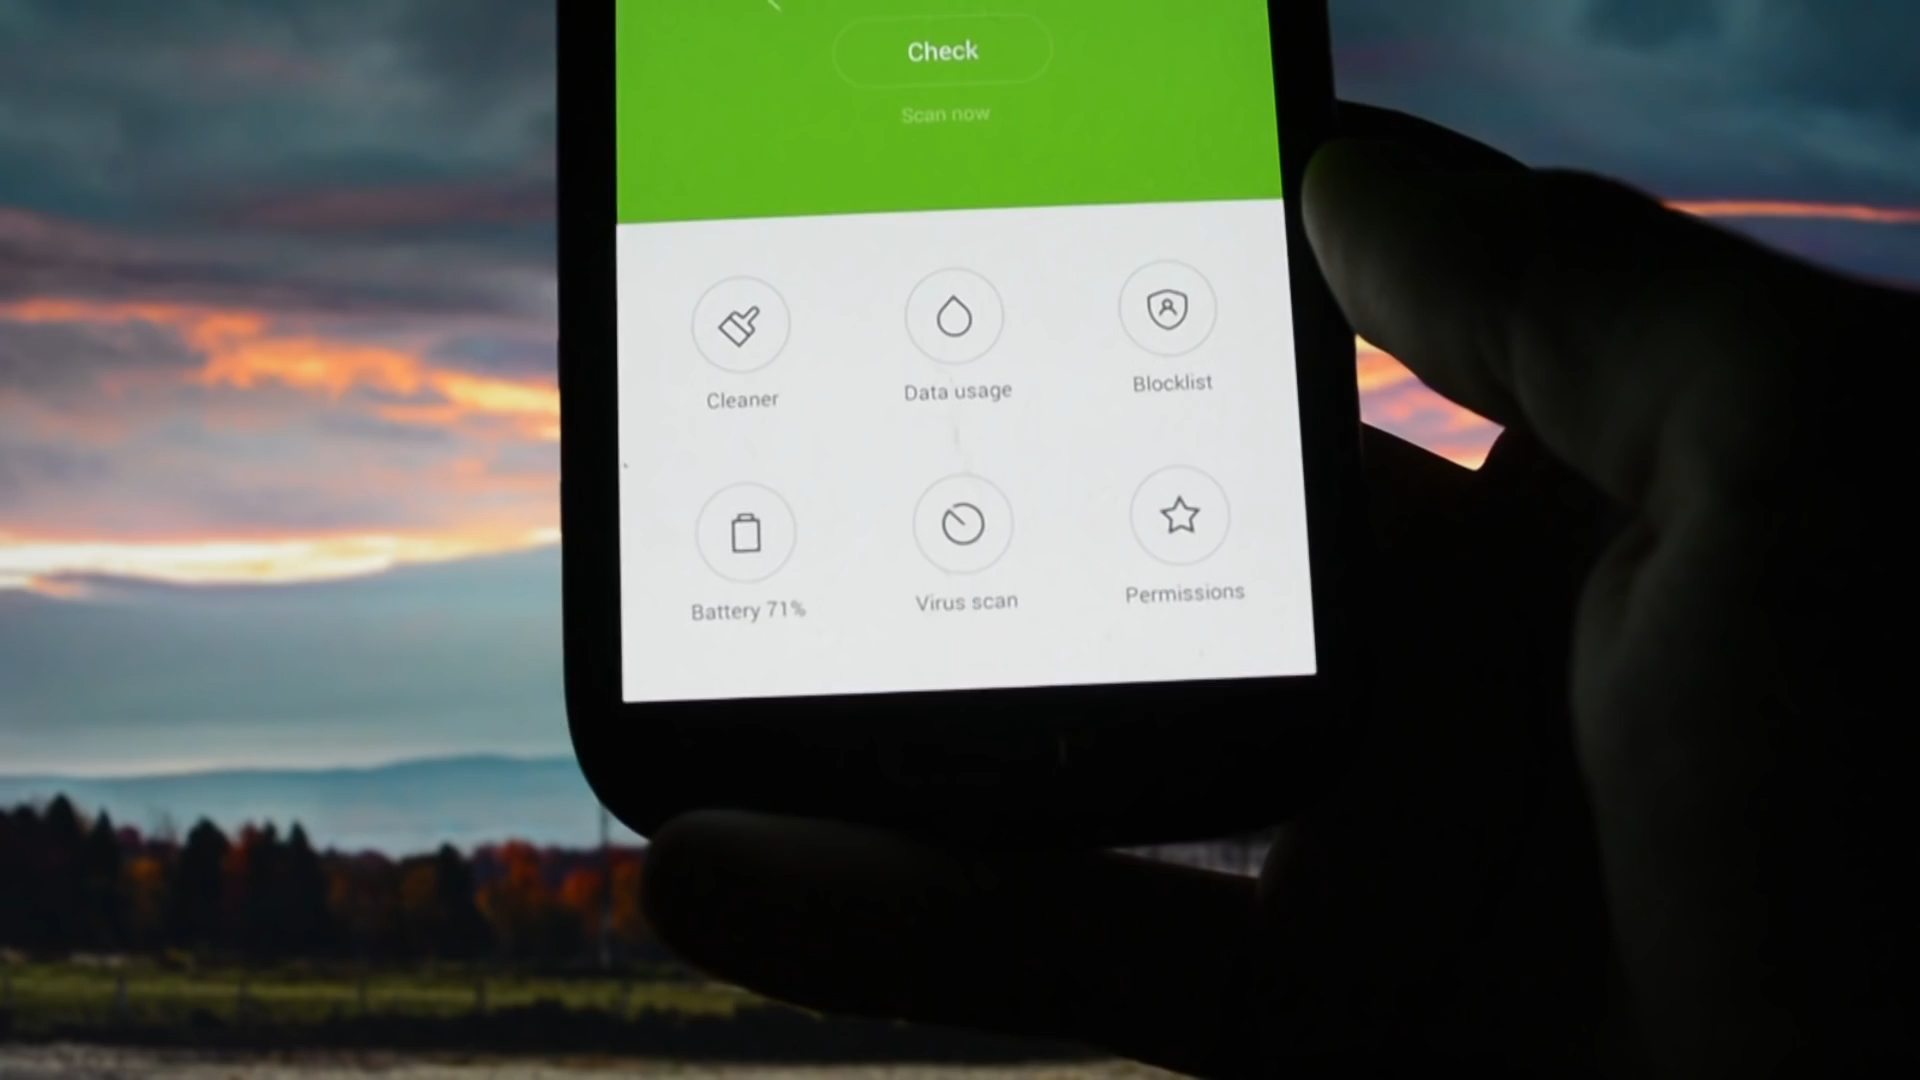 Check
Scan now
Cleaner
Data usage
Blocklist
Battery 71%
Virus scan
Permissions